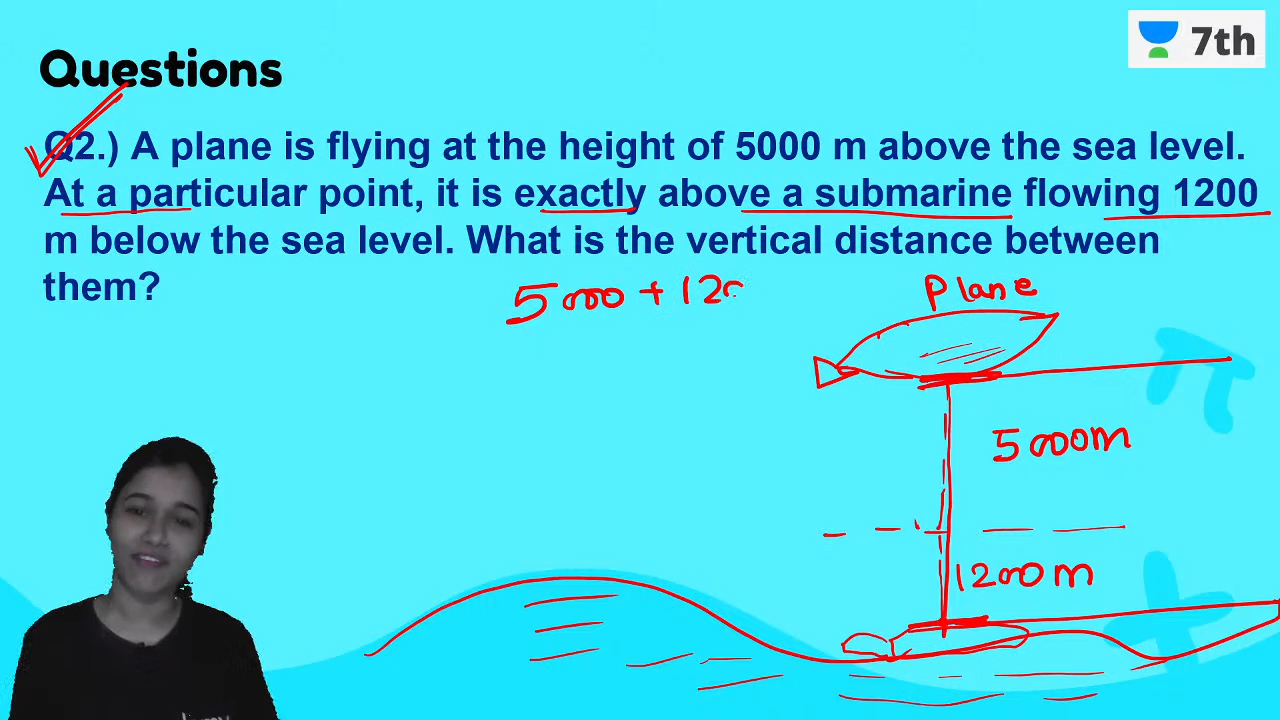 Questions
7th
Q2.) A plane is flying at the height of 5000 m above the sea level.
At a particular point, it is exactly above a submarine flowing 1200
m below the sea level. What is the vertical distance between
them?
5000 + 120
Plane
π
5000m
1200m
+